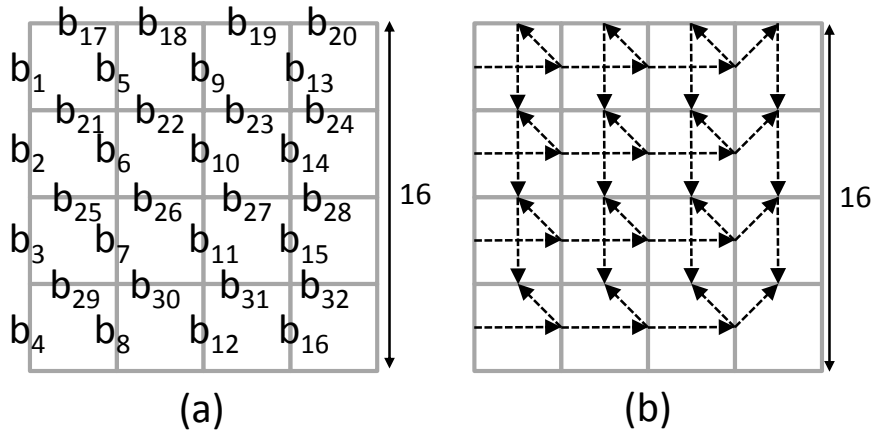 b17 b18 b19 b20
b1 b5 b9 b13
b21 b22 b23 b24
b2 b6 b10 b14
b25 b26 b27 b28
b3 b7 b11 b15
b29 b30 b31 b32
b4 b8 b12 b16
16
(a)
16
(b)